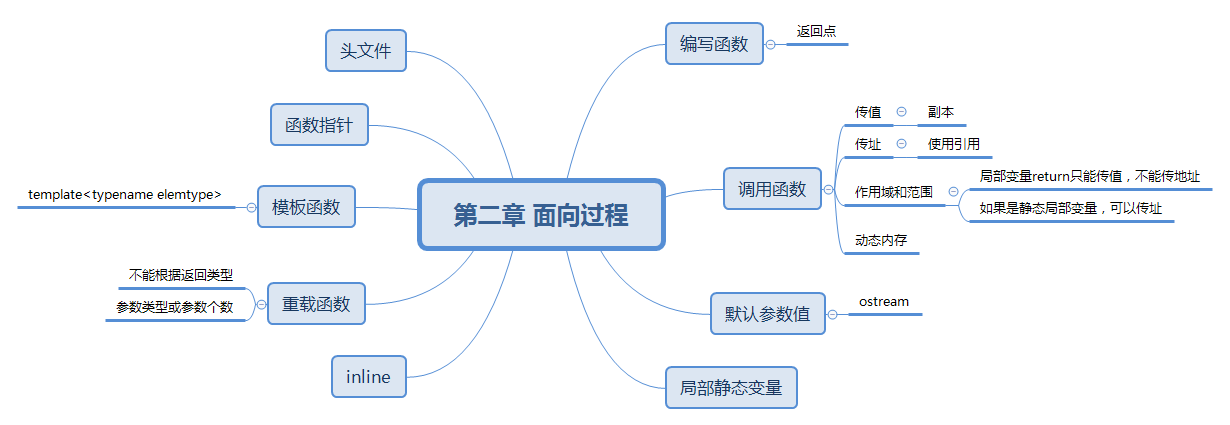 第二章 面向过程
编写函数
返回点
调用函数
传值
副本
传址
使用引用
作用域和范围
局部变量return只能传值，不能传地址
如果是静态局部变量，可以传址
动态内存
默认参数值
ostream
局部静态变量
头文件
函数指针
模板函数
template<typename elemtype>
重载函数
不能根据返回类型
参数类型或参数个数
inline